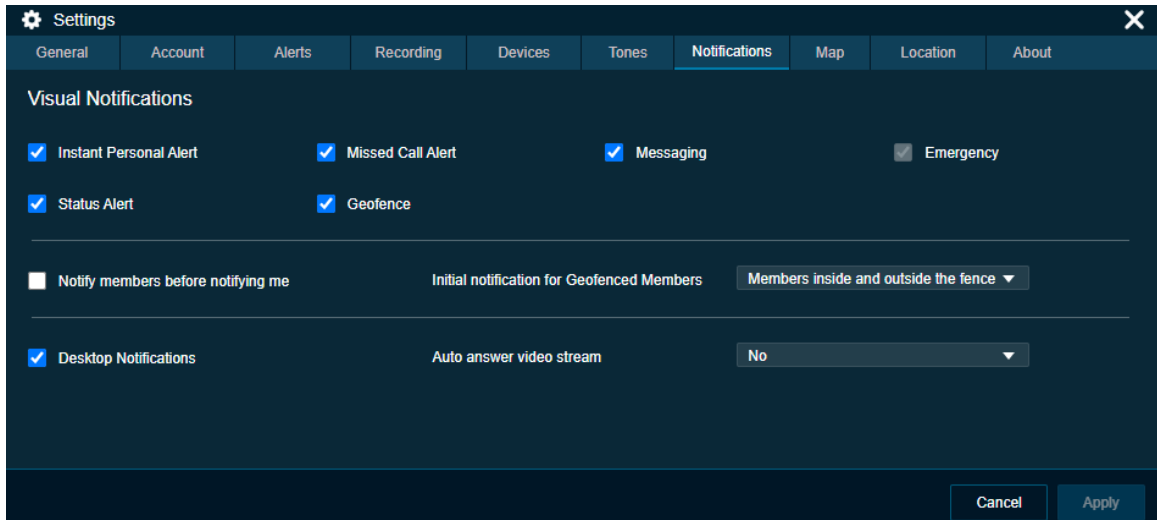 Settings
General Account Alerts Recording Devices Tones Notifications Map Location About
Visual Notifications
Instant Personal Alert Missed Call Alert Messaging Emergency
Status Alert Geofence
Notify members before notifying me Initial notification for Geofenced Members Members inside and outside the fence
Desktop Notifications Auto answer video stream No
Cancel Apply